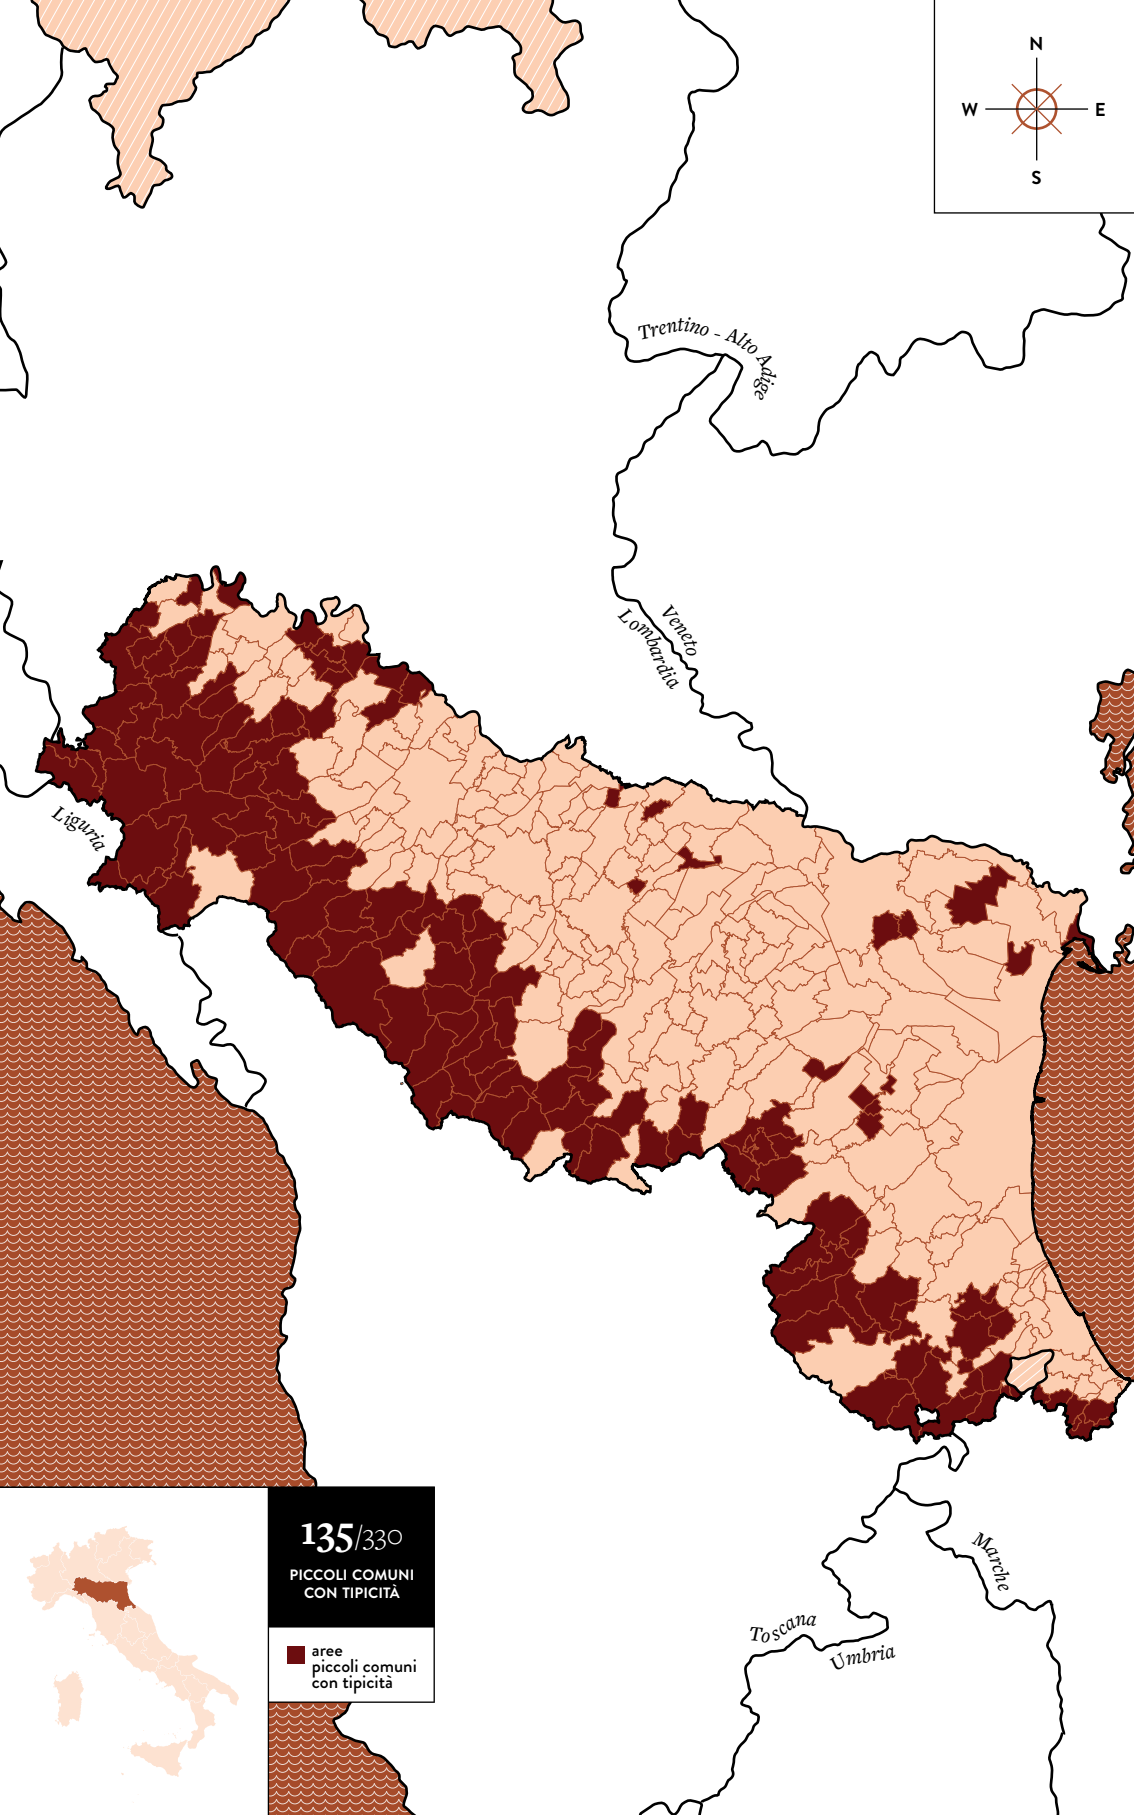 N
W E
S
Trentino - Alto Adige
Veneto
Lombardia
Liguria
135/330
PICCOLI COMUNI
CON TIPICITÀ
aree
piccoli comuni
con tipicità
Marche
Toscana
Umbria